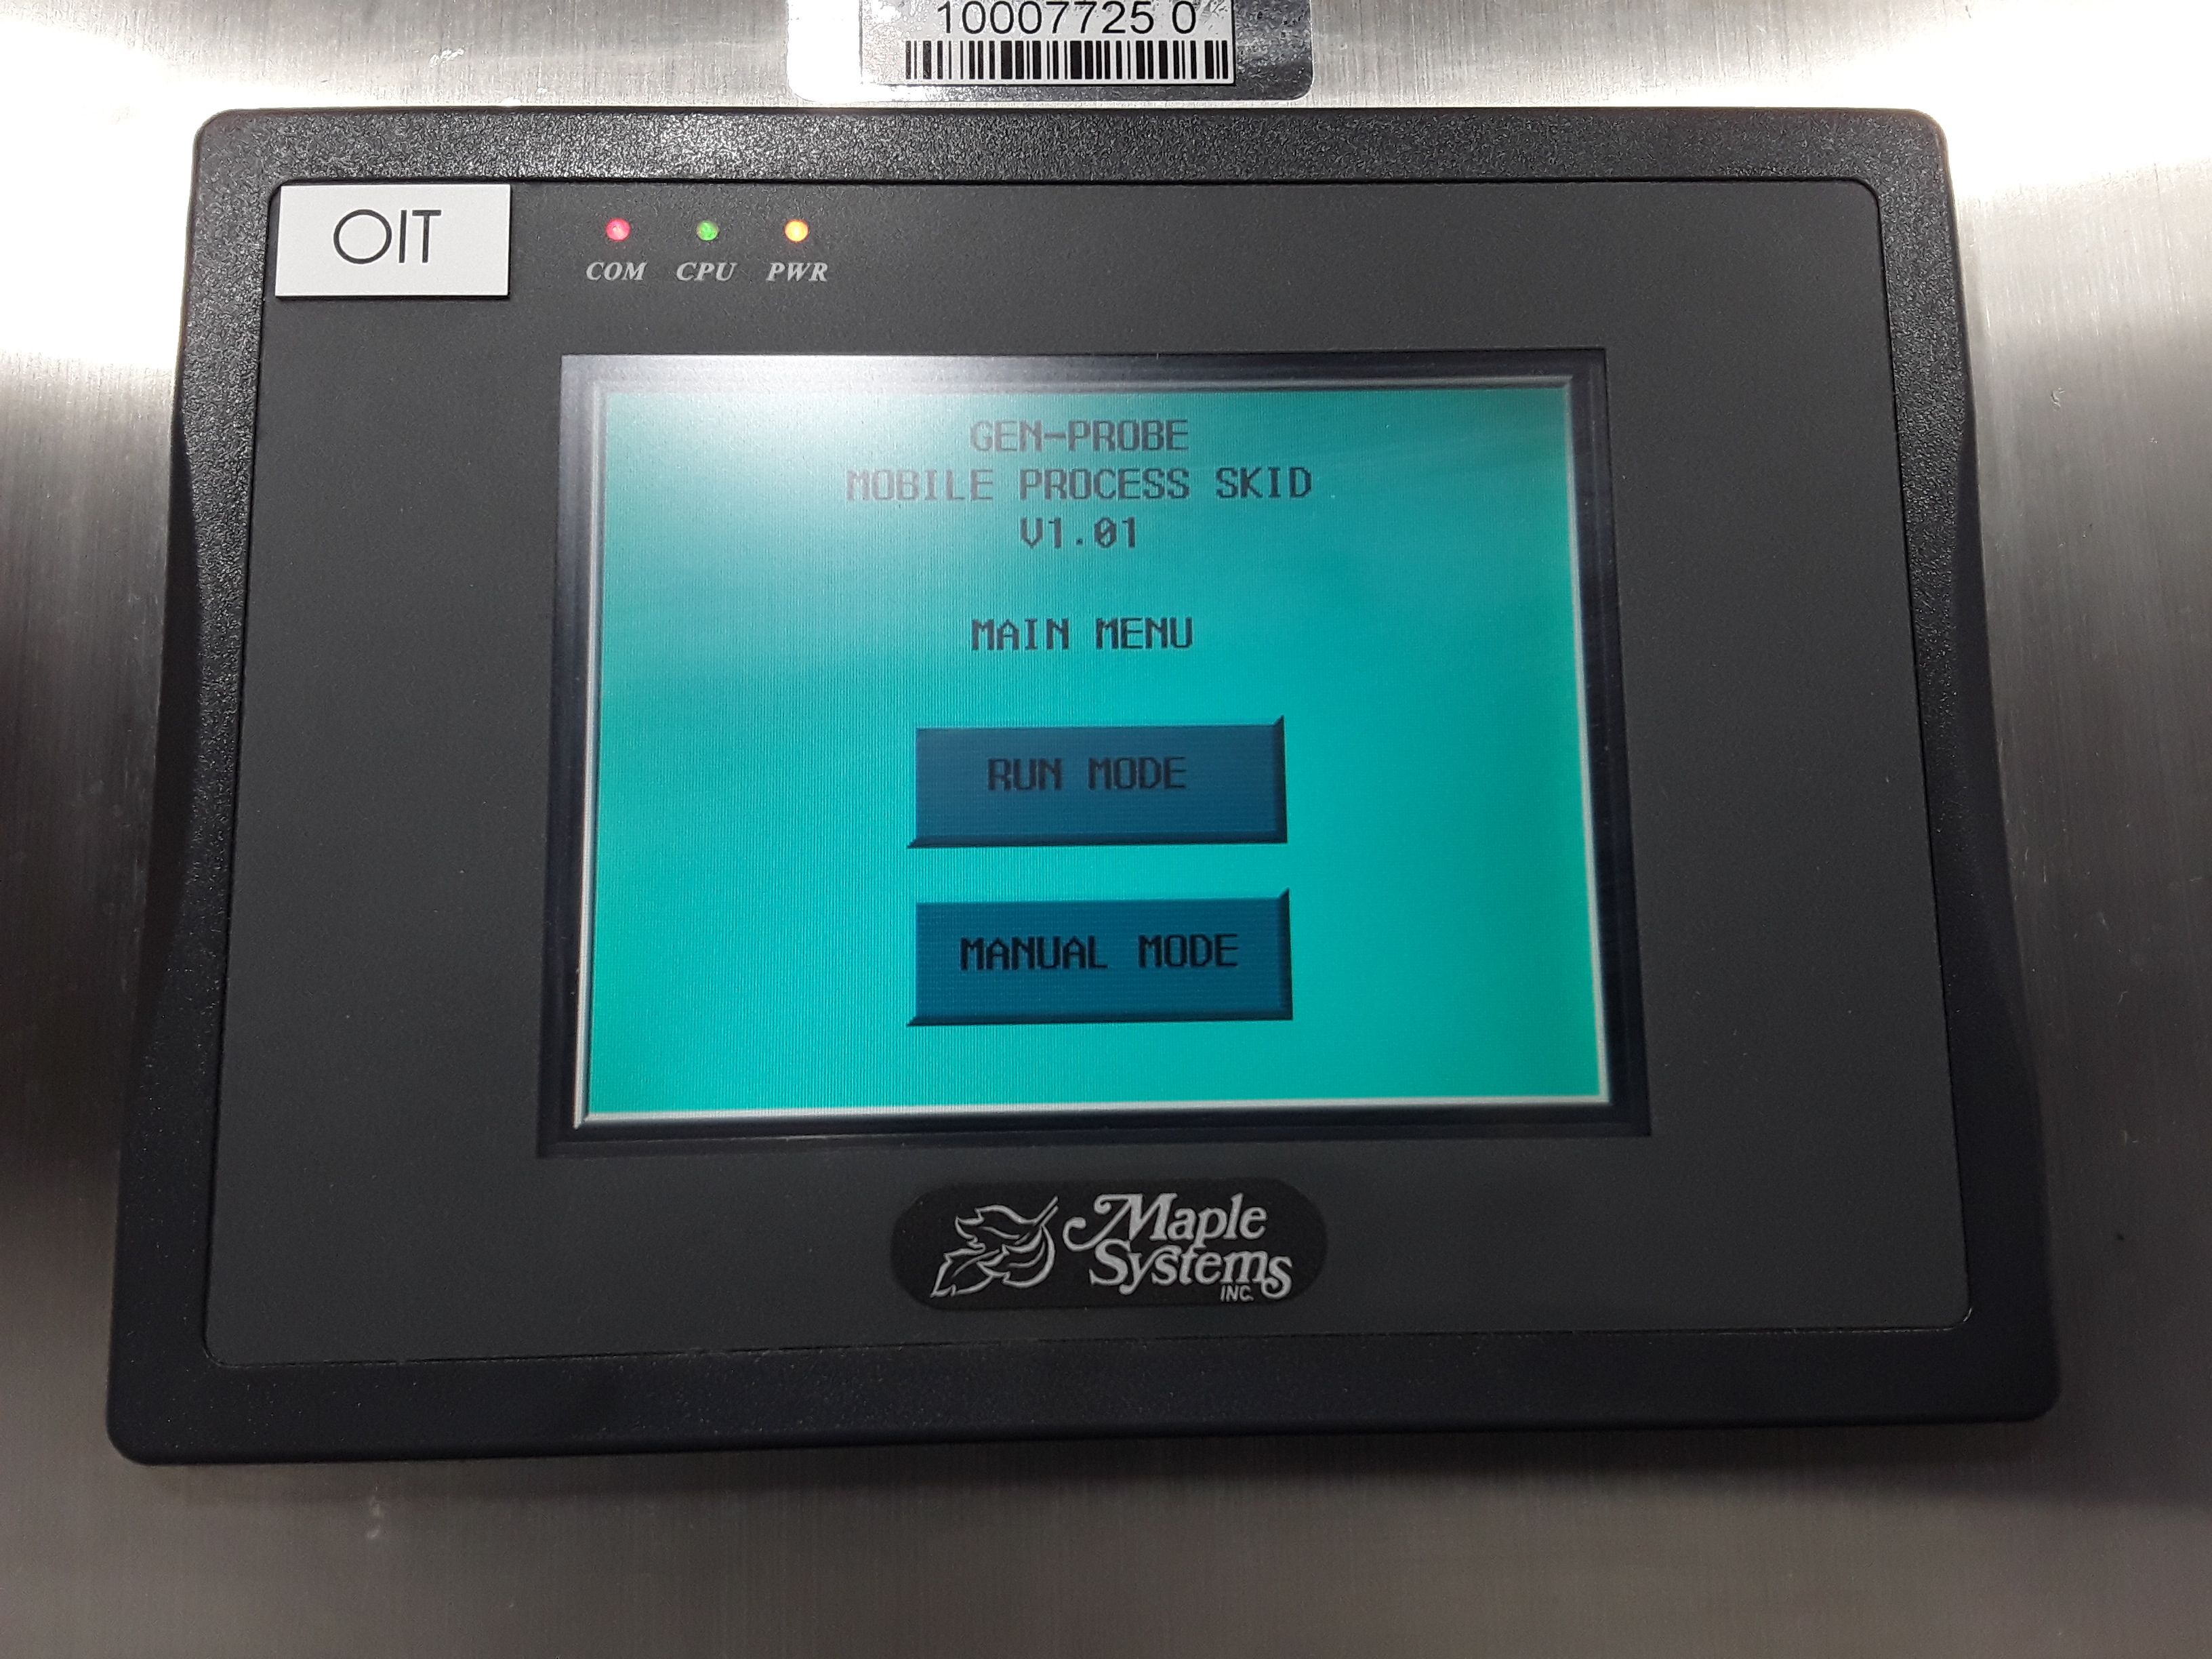 10007725 0
OIT
COM CPU PWR
GEN-PROBE
MOBILE PROCESS SKID
V1.01
MAIN MENU
RUN MODE
MANUAL MODE
Maple
Systems
INC.